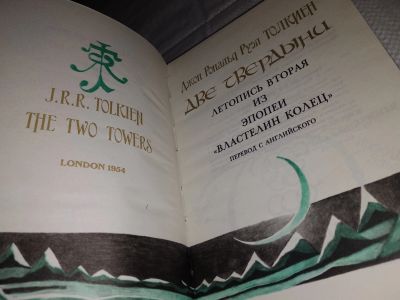 J.R.R. TOLKIEN
THE TWO TOWERS
LONDON 1954
Джон Рональд Руэл Толкиен
Две твердыни
ЛЕТОПИСЬ ВТОРАЯ
ИЗ
ЭПОПЕИ
«ВЛАСТЕЛИН КОЛЕЦ»
ПЕРЕВОД С АНГЛИЙСКОГО